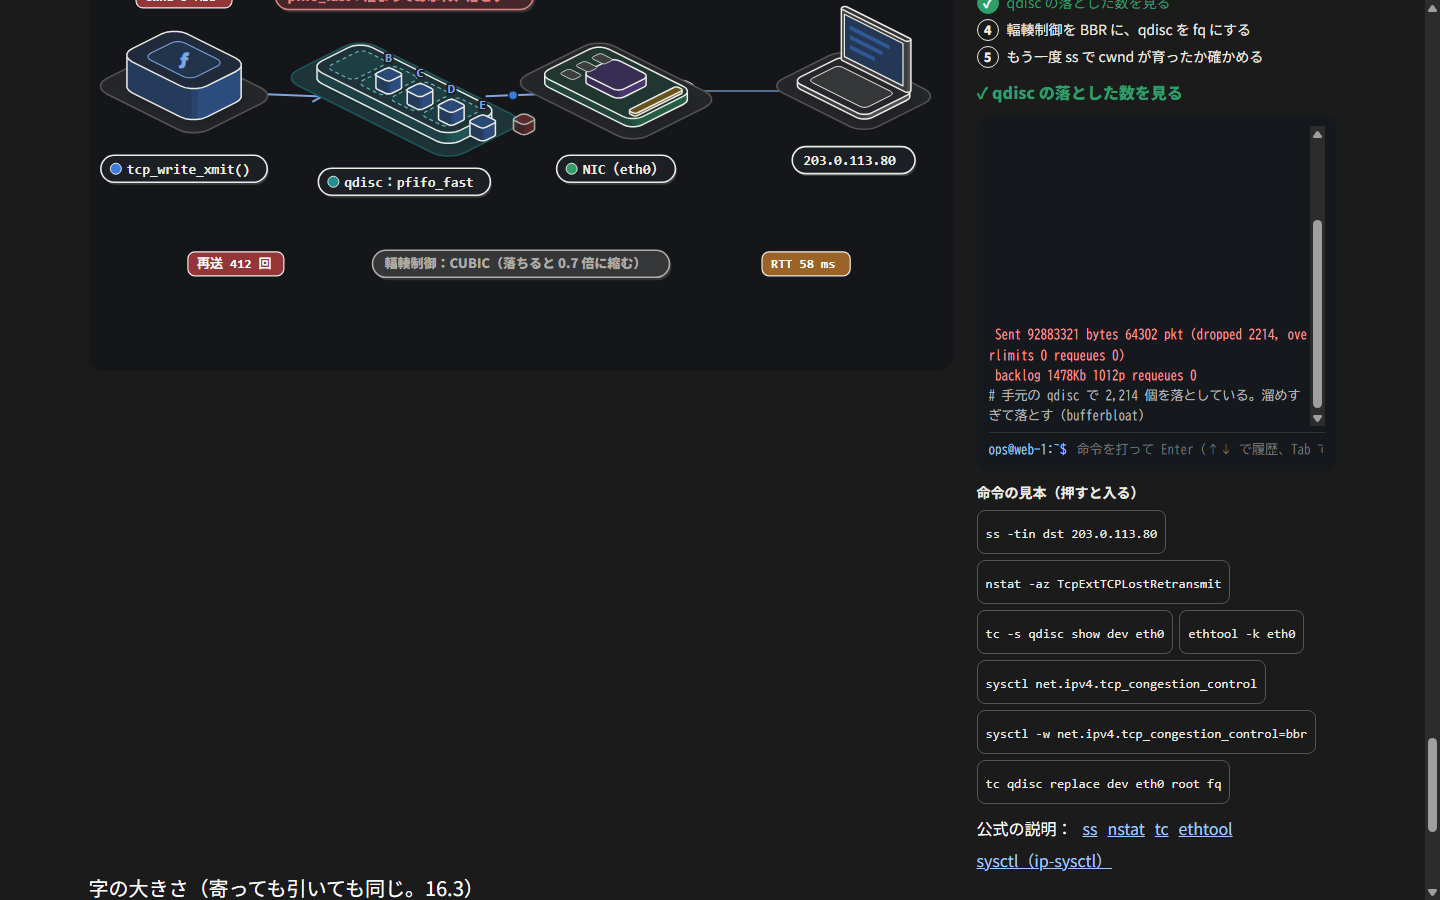 B
C
D
E
tcp_write_xmit()
qdisc：pfifo_fast
NIC（eth0）
203.0.113.80
再送 412 回
輻輳制御：CUBIC（落ちると 0.7 倍に縮む）
RTT 58 ms
qdisc の落とした数を見る
4 輻輳制御を BBR に、qdisc を fq にする
5 もう一度 ss で cwnd が育ったか確かめる
✓ qdisc の落とした数を見る
Sent 92883321 bytes 64302 pkt (dropped 2214, ove
rlimits 0 requeues 0)
backlog 1478Kb 1012p requeues 0
# 手元の qdisc で 2,214 個を落としている。溜めす
ぎて落とす（bufferbloat）
ops@web-1:~$ 命令を打って Enter（↑↓ で履歴、Tab で
命令の見本（押すと入る）
ss -tin dst 203.0.113.80
nstat -az TcpExtTCPLostRetransmit
tc -s qdisc show dev eth0
ethtool -k eth0
sysctl net.ipv4.tcp_congestion_control
sysctl -w net.ipv4.tcp_congestion_control=bbr
tc qdisc replace dev eth0 root fq
公式の説明： ss nstat tc ethtool
sysctl（ip-sysctl）
字の大きさ（寄っても引いても同じ。16.3）